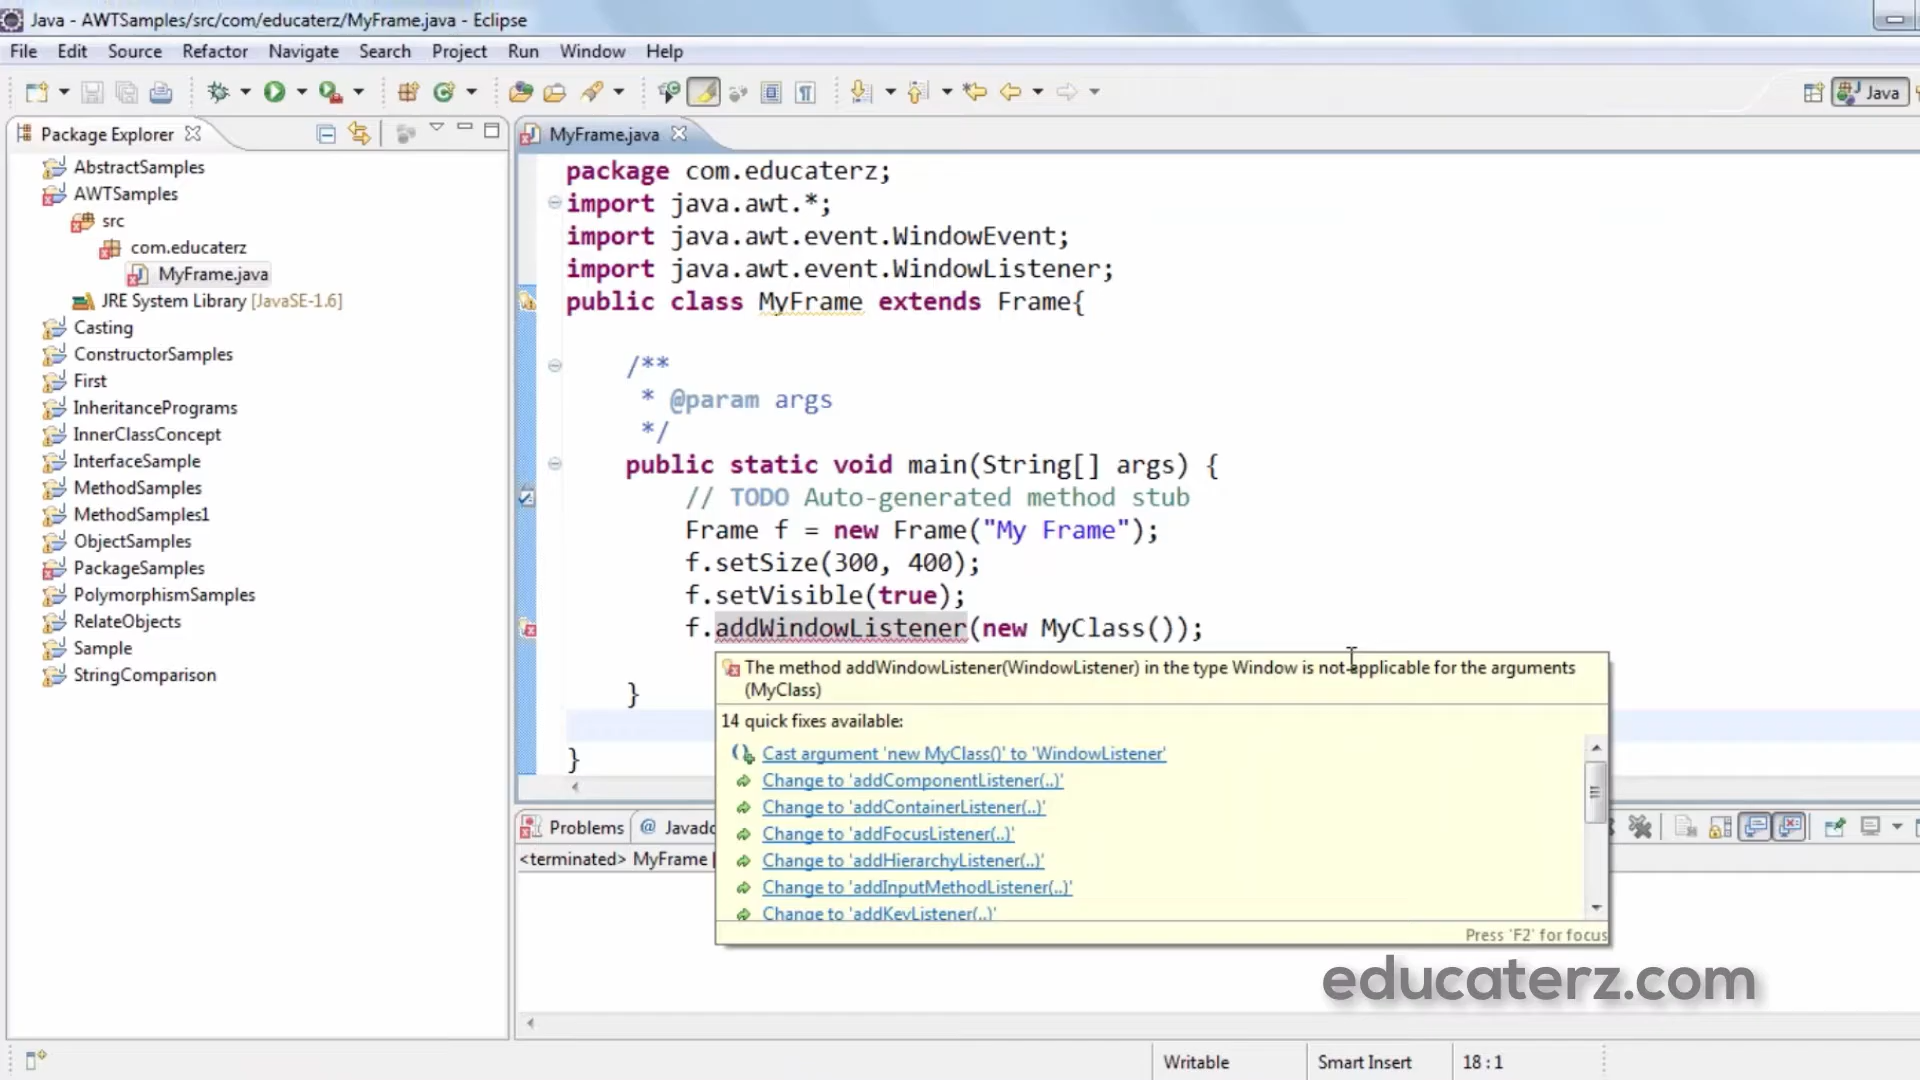 Java - AWTSamples/src/com/educaterz/MyFrame.java - Eclipse
File Edit Source Refactor Navigate Search Project Run Window Help
Java
Package Explorer
AbstractSamples
AWTSamples
src
com.educaterz
MyFrame.java
JRE System Library [JavaSE-1.6]
Casting
ConstructorSamples
First
InheritancePrograms
InnerClassConcept
InterfaceSample
MethodSamples
MethodSamples1
ObjectSamples
PackageSamples
PolymorphismSamples
RelateObjects
Sample
StringComparison
MyFrame.java
package com.educaterz;
import java.awt.*;
import java.awt.event.WindowEvent;
import java.awt.event.WindowListener;
public class MyFrame extends Frame{
/**
* @param args
*/
public static void main(String[] args) {
// TODO Auto-generated method stub
Frame f = new Frame("My Frame");
f.setSize(300, 400);
f.setVisible(true);
f.addWindowListener(new MyClass());
}
}
The method addWindowListener(WindowListener) in the type Window is not applicable for the arguments
(MyClass)
14 quick fixes available:
Cast argument 'new MyClass()' to 'WindowListener'
Change to 'addComponentListener(..)'
Change to 'addContainerListener(..)'
Change to 'addFocusListener(..)'
Change to 'addHierarchyListener(..)'
Change to 'addInputMethodListener(..)'
Change to 'addKeyListener(..)'
Press 'F2' for focus
Problems @ Javado
<terminated> MyFrame [
educaterz.com
Writable Smart Insert 18 : 1